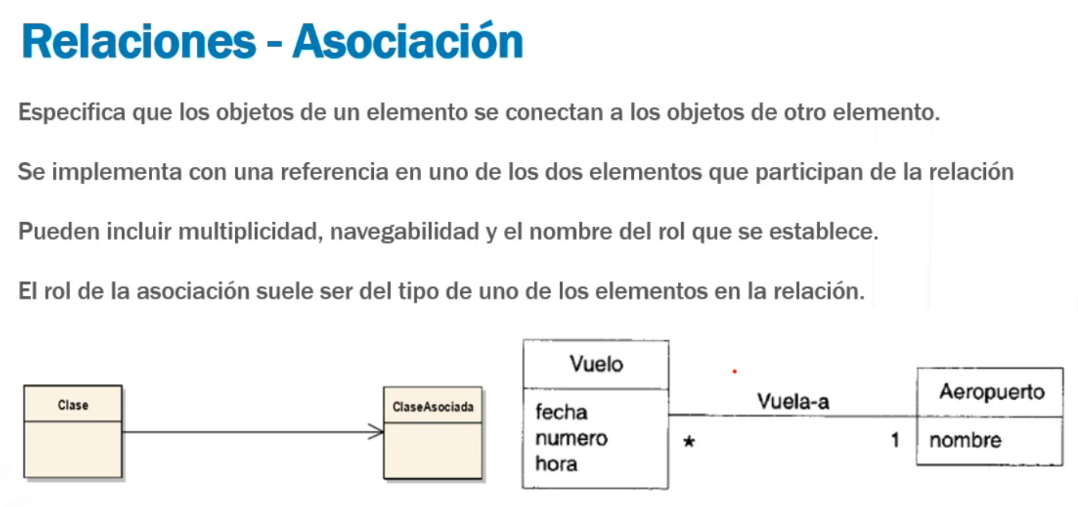 Relaciones - Asociación
Especifica que los objetos de un elemento se conectan a los objetos de otro elemento.
Se implementa con una referencia en uno de los dos elementos que participan de la relación
Pueden incluir multiplicidad, navegabilidad y el nombre del rol que se establece.
El rol de la asociación suele ser del tipo de uno de los elementos en la relación.
Clase
ClaseAsociada
Vuelo
fecha
numero
hora
Vuela-a
* 1
Aeropuerto
nombre